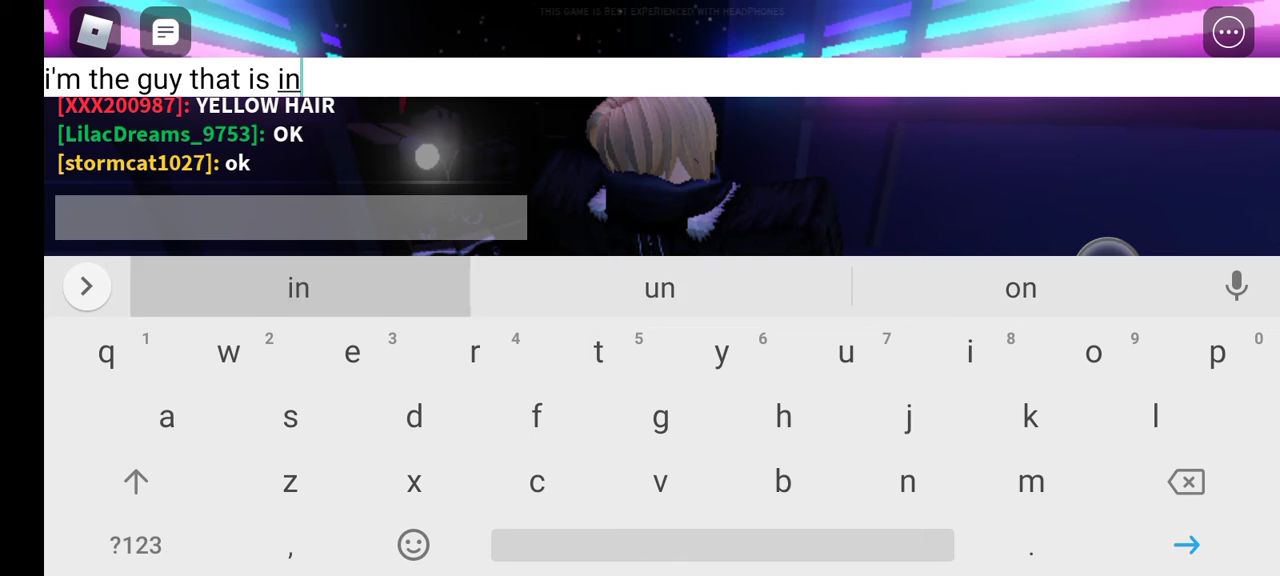 THIS GAME IS BEST EXPERIENCED WITH HEADPHONES
i'm the guy that is in
[XXX200987]: YELLOW HAIR
[LilacDreams_9753]: OK
[stormcat1027]: ok
in un on
q 1 w 2 e 3 r 4 t 5 y 6 u 7 i 8 o 9 p 0
a s d f g h j k l
z x c v b n m
?123 , .